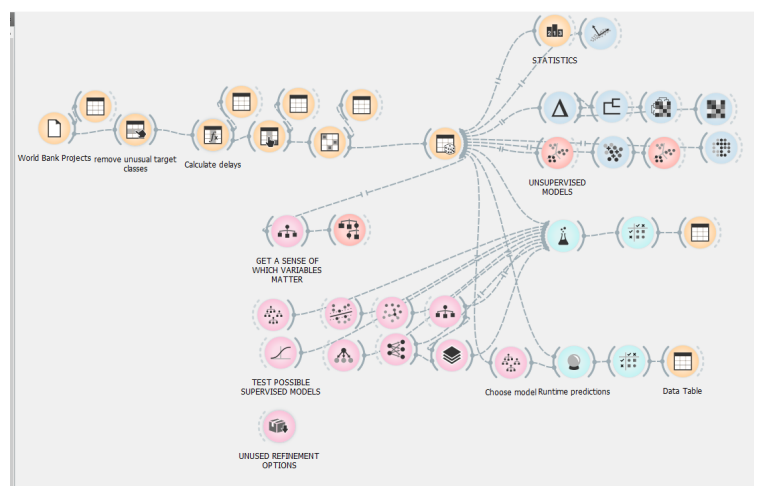 STATISTICS
World Bank Projects
remove unusual target
classes
Calculate delays
UNSUPERVISED
MODELS
GET A SENSE OF
WHICH VARIABLES
MATTER
TEST POSSIBLE
SUPERVISED MODELS
Choose model
Runtime predictions
Data Table
UNUSED REFINEMENT
OPTIONS